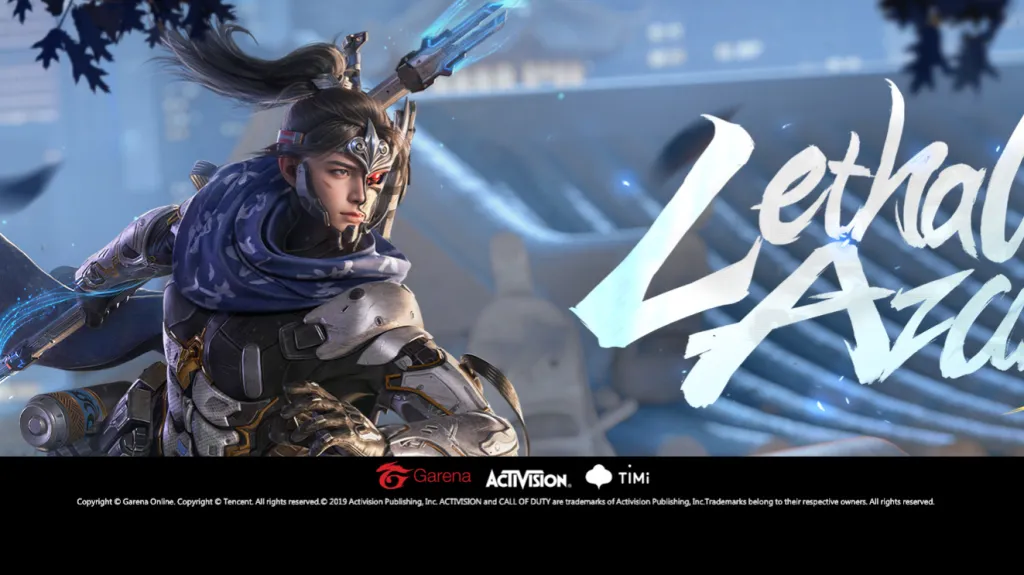 Lethal
Azu
Garena ACTIVISION. TiMi
Copyright © Garena Online. Copyright © Tencent. All rights reserved.© 2019 Activision Publishing, Inc. ACTIVISION and CALL OF DUTY are trademarks of Activision Publishing, Inc.Trademarks belong to their respective owners. All rights reserved.